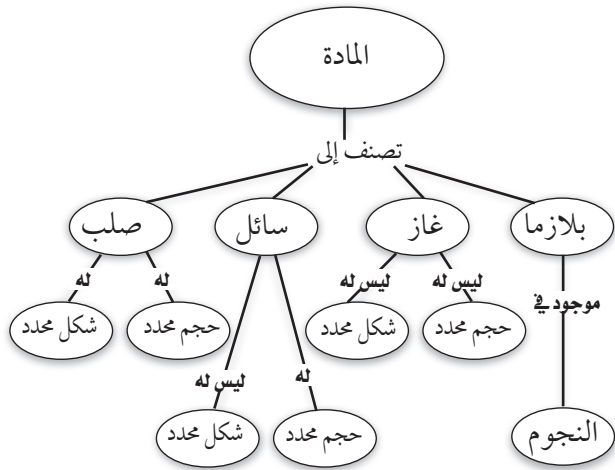 المادة
تصنف إلى
بلازما
غاز
سائل
صلب
ليس له
ليس له
له
له
موجود في
حجم محدد
شكل محدد
حجم محدد
شكل محدد
له
ليس له
النجوم
حجم محدد
شكل محدد